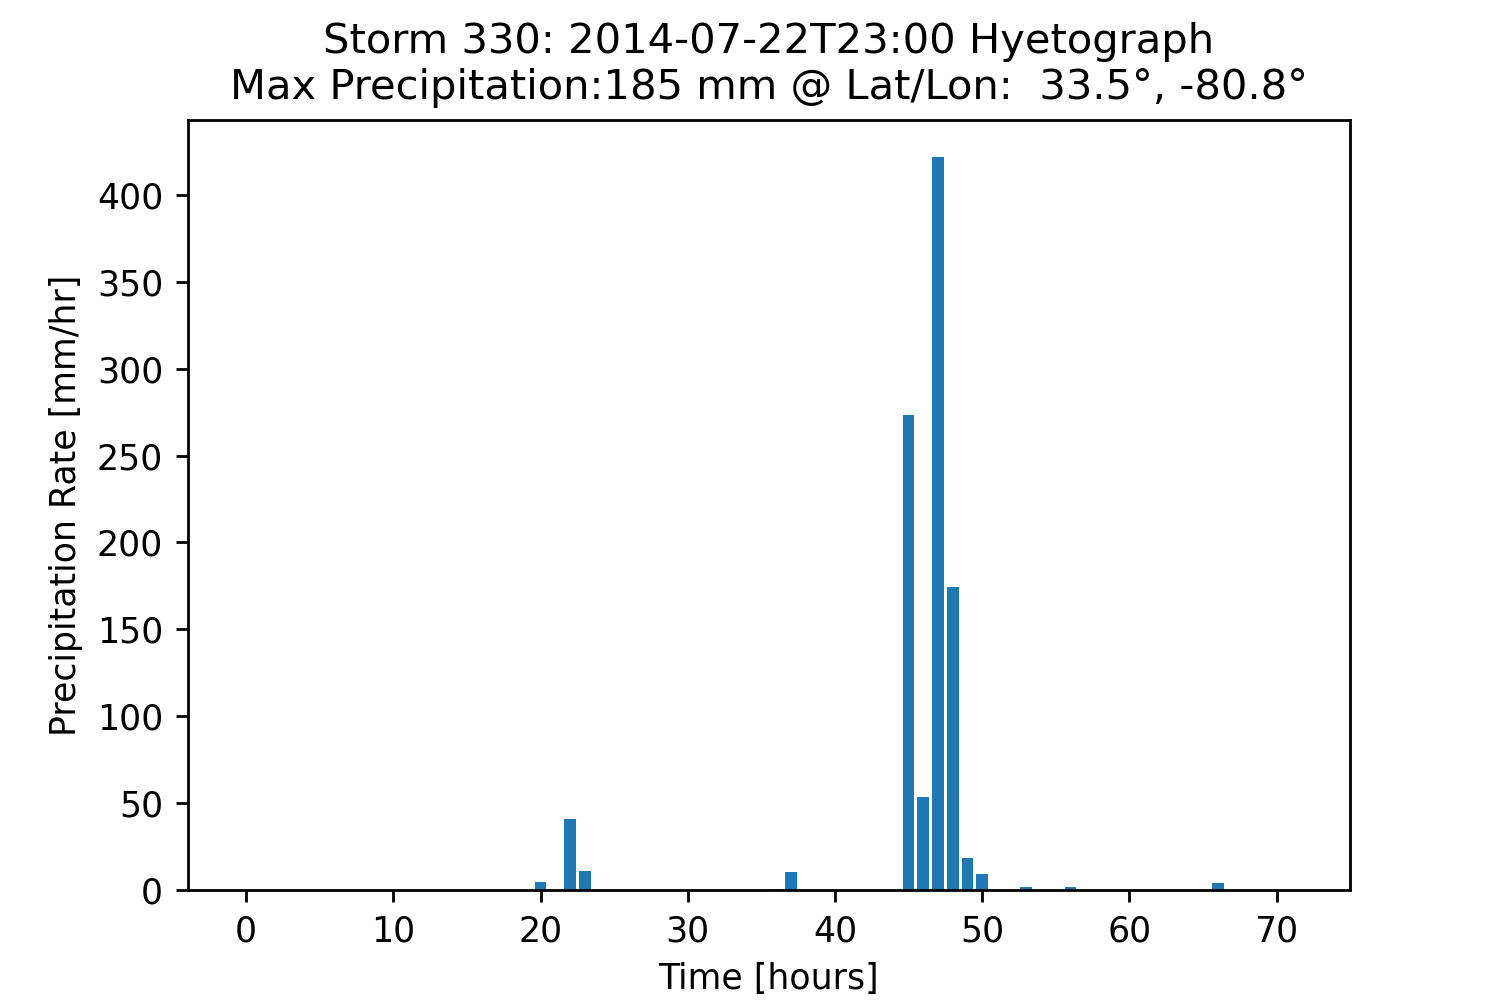 Storm 330: 2014-07-22T23:00 Hyetograph
Max Precipitation:185 mm @ Lat/Lon:  33.5°, -80.8°
400
350
300
250
200
150
100
50
0
Precipitation Rate [mm/hr]
0 10 20 30 40 50 60 70
Time [hours]